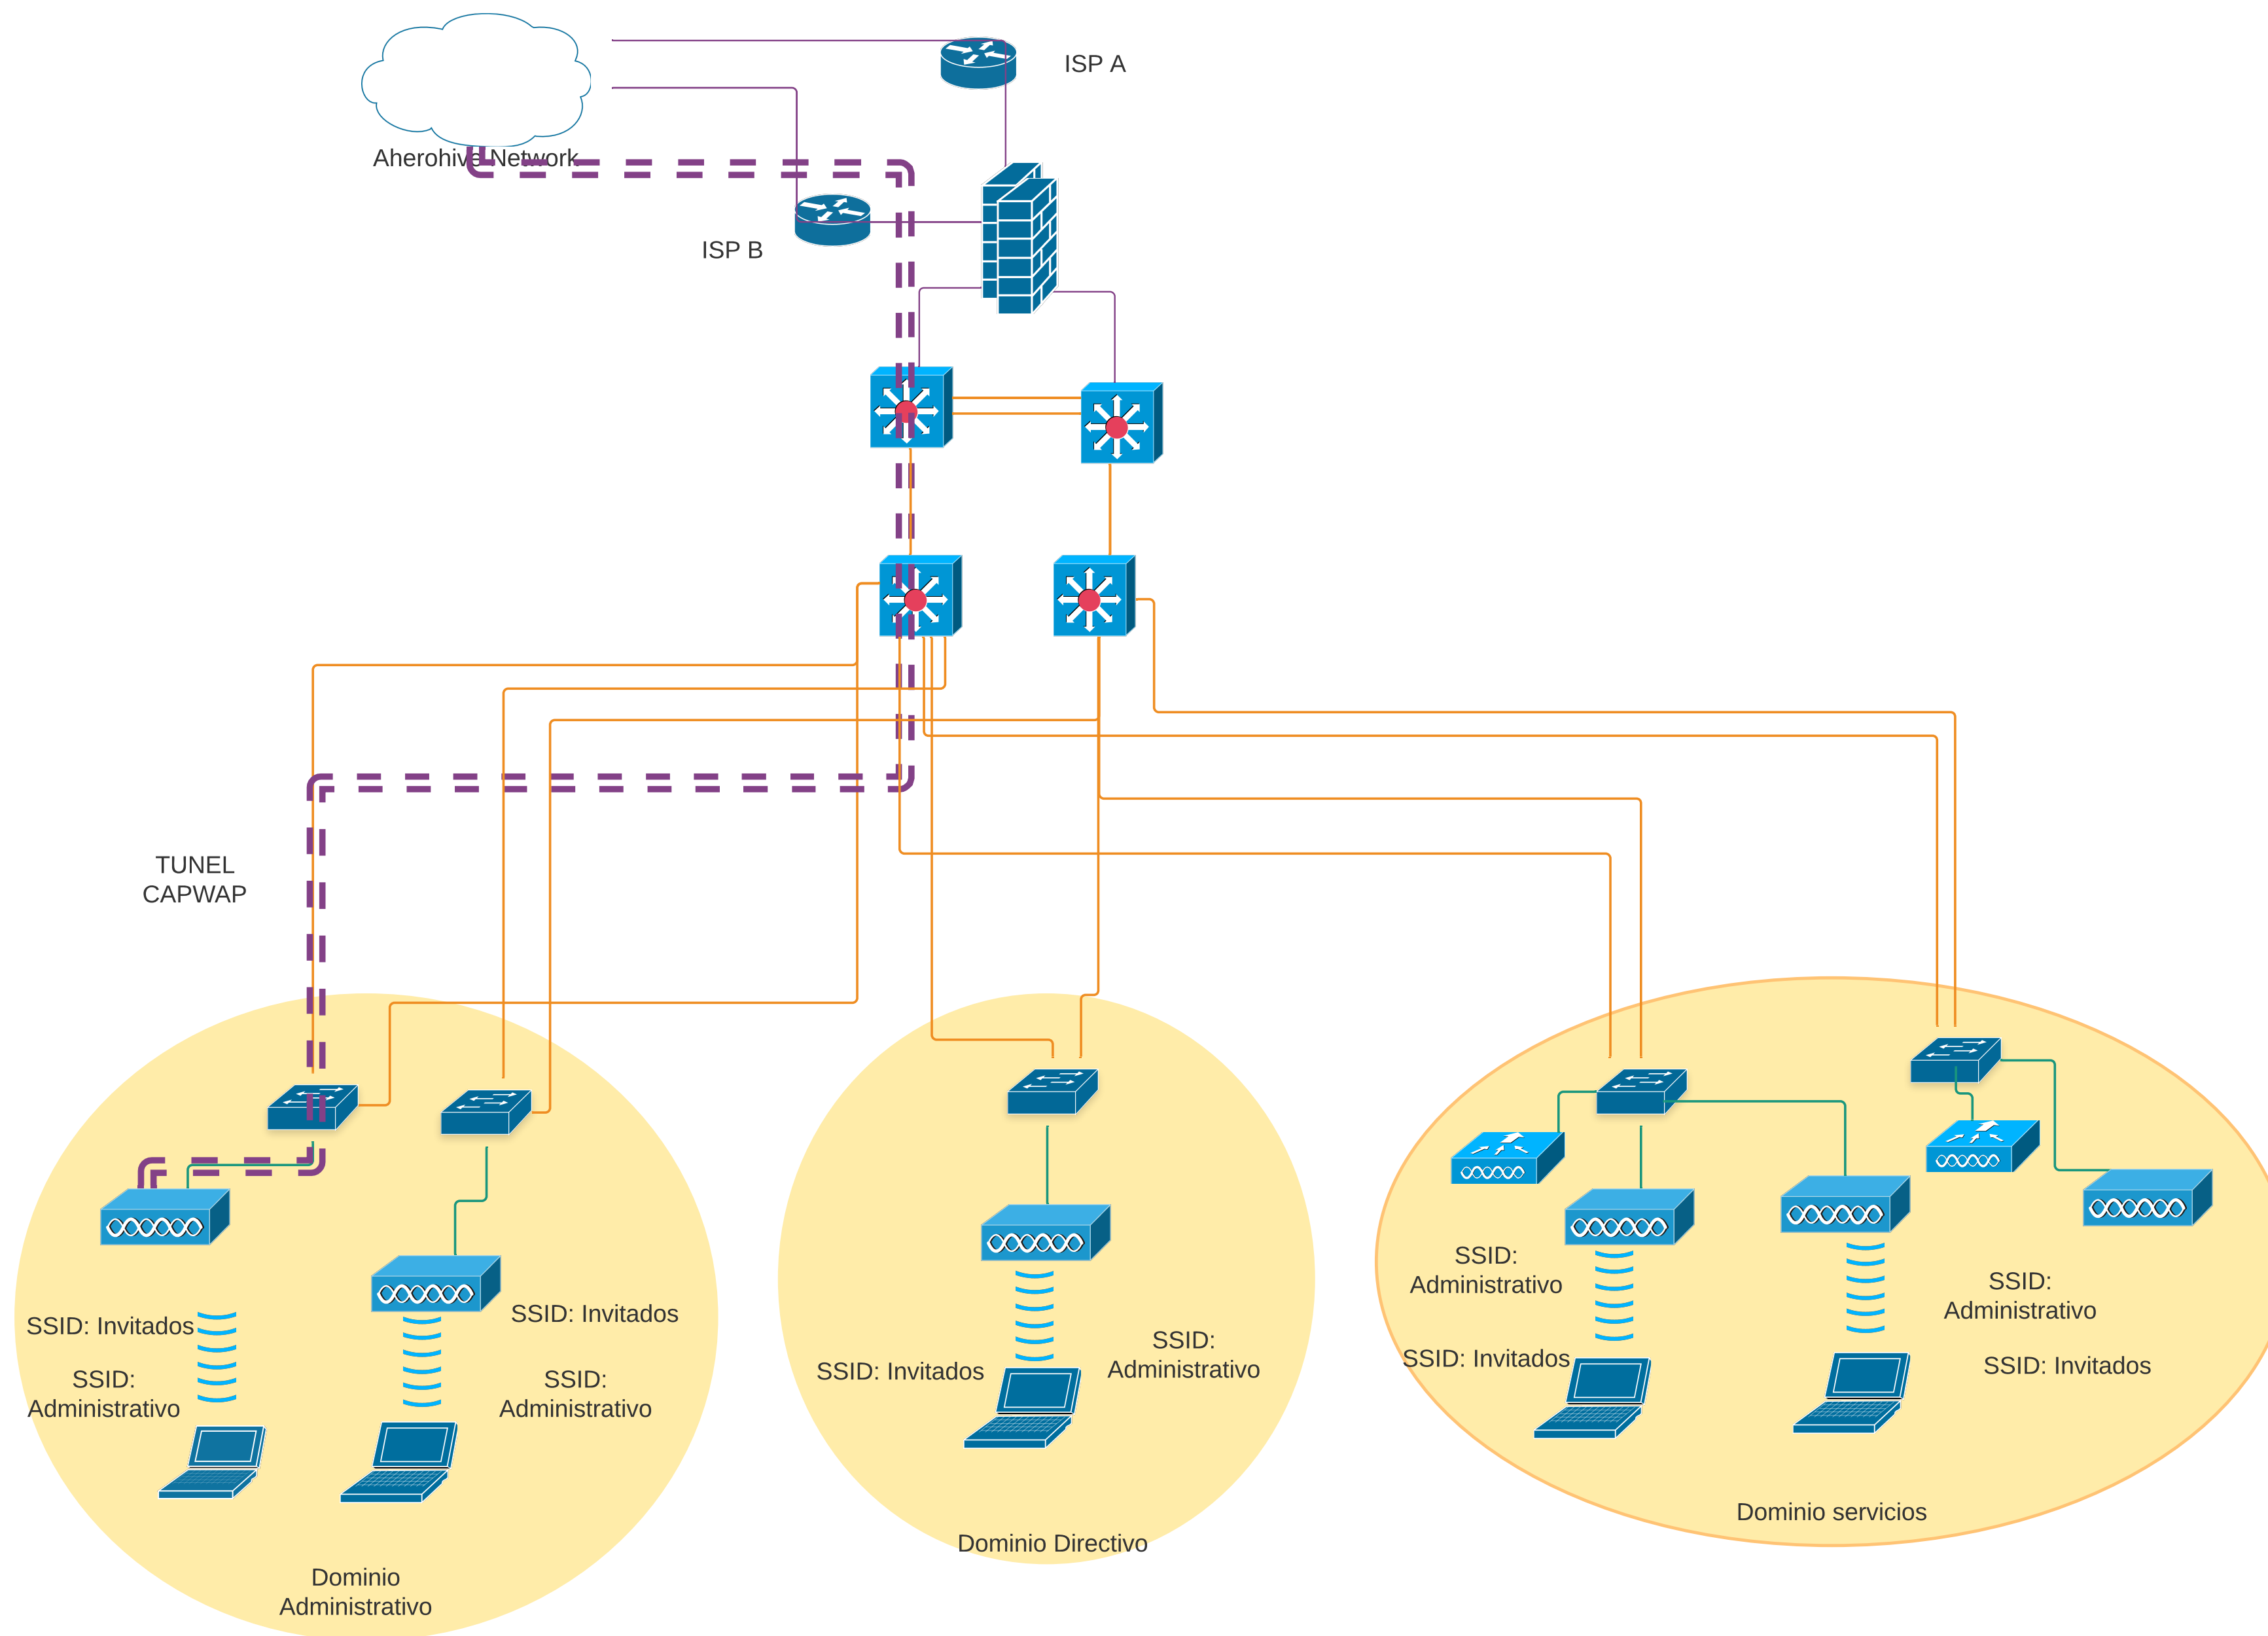 ISP A
Aherohive Network
ISP B
TUNEL
CAPWAP
SSID: Invitados
SSID:
Administrativo
SSID: Invitados
SSID:
Administrativo
Dominio
Administrativo
SSID: Invitados
SSID:
Administrativo
Dominio Directivo
SSID:
Administrativo
SSID: Invitados
SSID:
Administrativo
SSID: Invitados
Dominio servicios